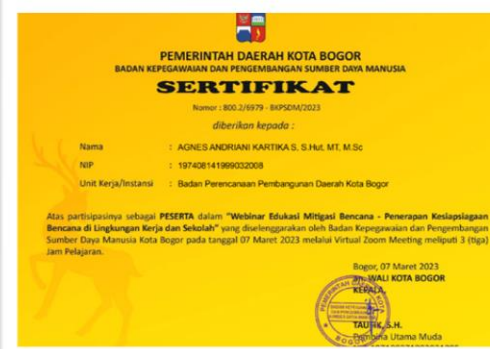 PEMERINTAH DAERAH KOTA BOGOR
BADAN KEPEGAWAIAN DAN PENGEMBANGAN SUMBER DAYA MANUSIA
SERTIFIKAT
Nomor : 800.2/6979 - BKPSDM/2023
diberikan kepada :
Nama : AGNES ANDRIANI KARTIKA S, S.Hut, MT, M.Sc
NIP : 197408141999032008
Unit Kerja/Instansi : Badan Perencanaan Pembangunan Daerah Kota Bogor
Atas partisipasinya sebagai PESERTA dalam "Webinar Edukasi Mitigasi Bencana - Penerapan Kesiapsiagaan
Bencana di Lingkungan Kerja dan Sekolah" yang diselenggarakan oleh Badan Kepegawaian dan Pengembangan
Sumber Daya Manusia Kota Bogor pada tanggal 07 Maret 2023 melalui Virtual Zoom Meeting meliputi 3 (tiga)
Jam Pelajaran.
Bogor, 07 Maret 2023
an. WALI KOTA BOGOR
KEPALA,
TAUFIK, S.H.
Pembina Utama Muda